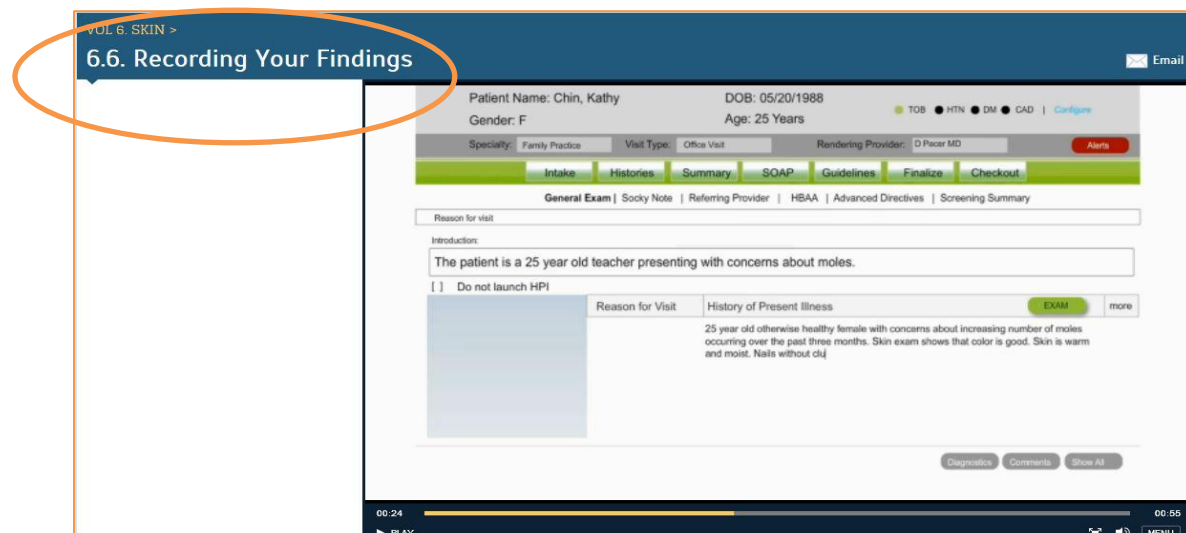 VOL 6. SKIN >
6.6. Recording Your Findings
Email
Patient Name: Chin, Kathy DOB: 05/20/1988
TOB HTN DM CAD | Configure
Gender: F Age: 25 Years
Specialty: Family Practice Visit Type: Office Visit Rendering Provider: D Pacer MD Alerts
Intake Histories Summary SOAP Guidelines Finalize Checkout
General Exam | Socky Note | Referring Provider | HBAA | Advanced Directives | Screening Summary
Reason for visit
Introduction:
The patient is a 25 year old teacher presenting with concerns about moles.
[ ] Do not launch HPI
Reason for Visit History of Present Illness EXAM more
25 year old otherwise healthy female with concerns about increasing number of moles
occurring over the past three months. Skin exam shows that color is good. Skin is warm
and moist. Nails without clu
Diagnostics Comments Show All
00:24 00:55
PLAY MENU